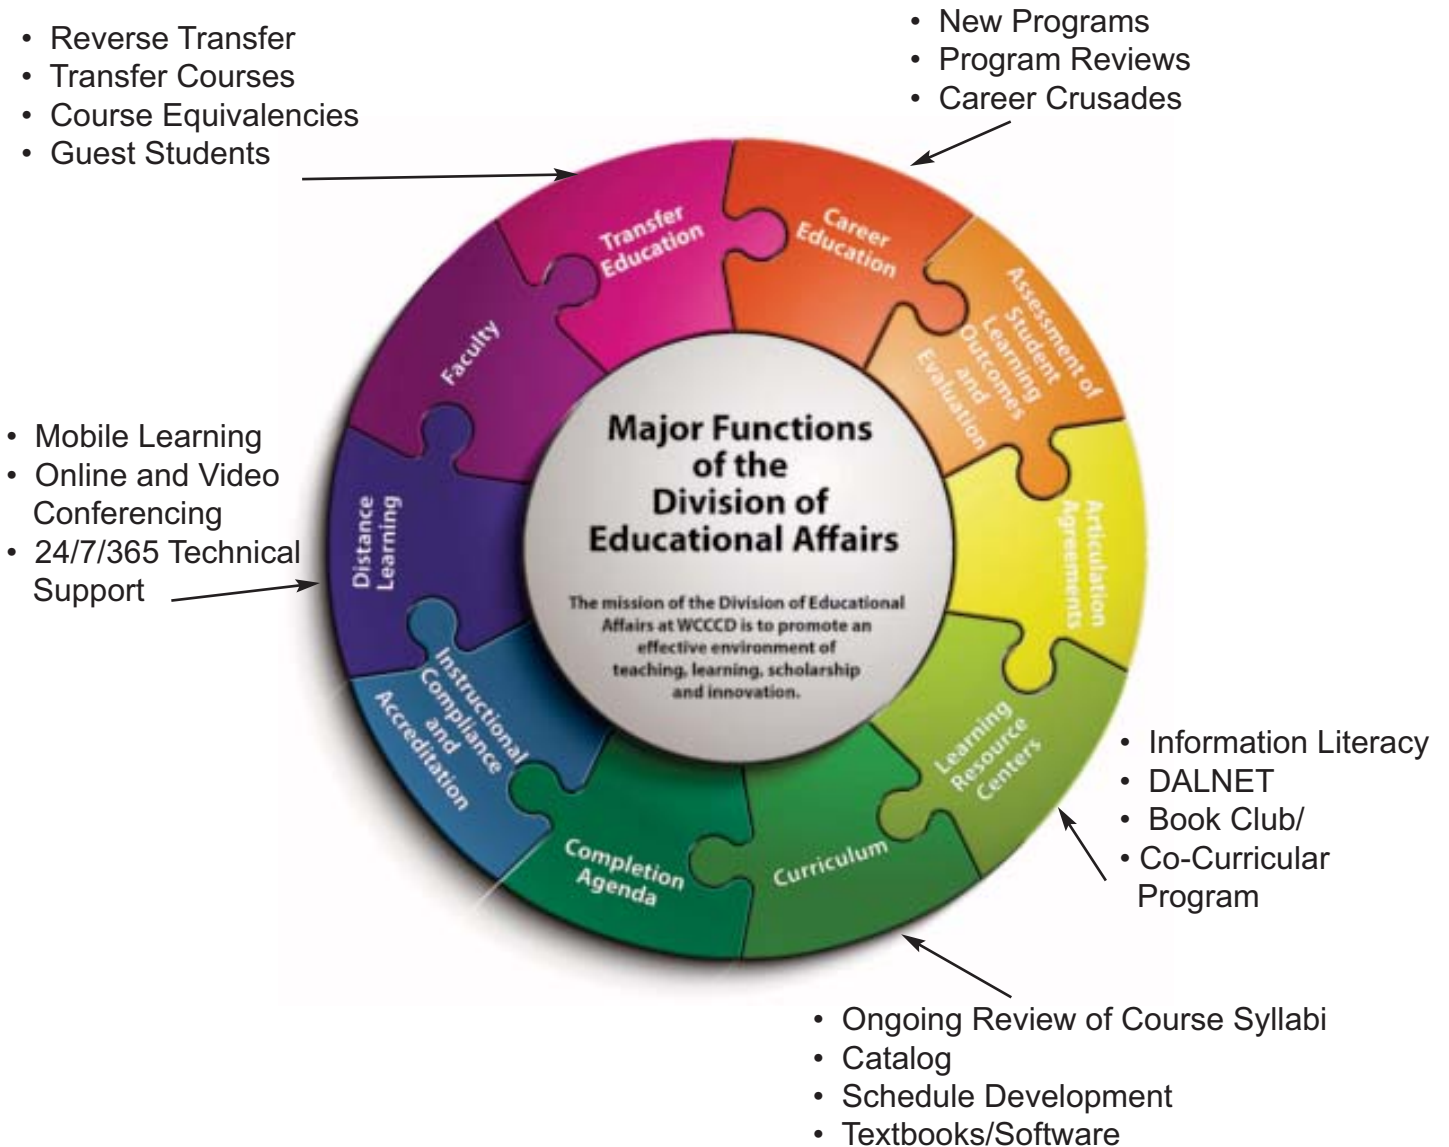 • Reverse Transfer
• Transfer Courses
• Course Equivalencies
• Guest Students
• New Programs
• Program Reviews
• Career Crusades
Transfer
Education
Career
Education
Assessment of
Student
Learning
Outcomes
and
Evaluation
Faculty
• Mobile Learning
• Online and Video
Conferencing
• 24/7/365 Technical
Support
Distance
Learning
Major Functions
of the
Division of
Educational Affairs
The mission of the Division of Educational
Affairs at WCCCD is to promote an
effective environment of
teaching, learning, scholarship
and innovation.
Articulation
Agreements
Instructional
Compliance
and
Accreditation
Learning
Resource
Centers
• Information Literacy
• DALNET
• Book Club/
• Co-Curricular
Program
Completion
Agenda
Curriculum
• Ongoing Review of Course Syllabi
• Catalog
• Schedule Development
• Textbooks/Software